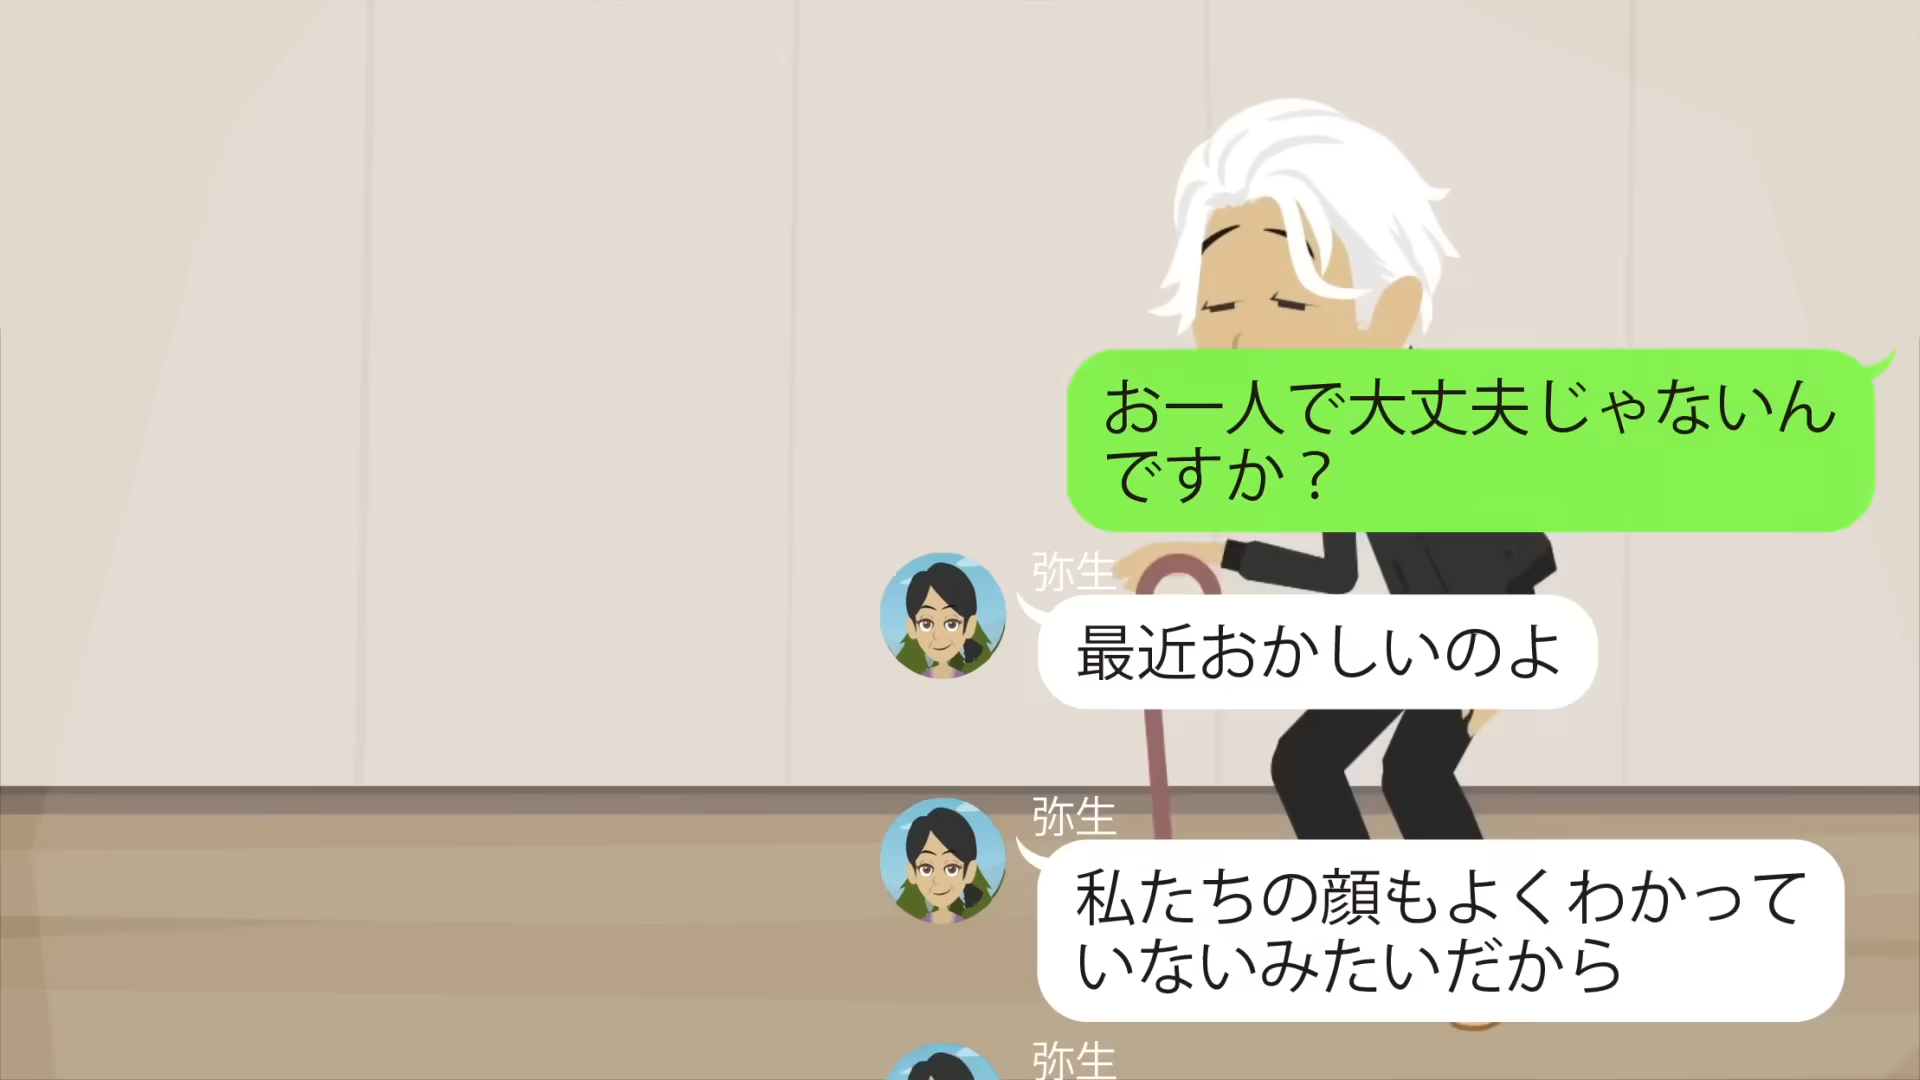 お一人で大丈夫じゃないん
ですか？
弥生
最近おかしいのよ
弥生
私たちの顔もよくわかって
いないみたいだから
弥生